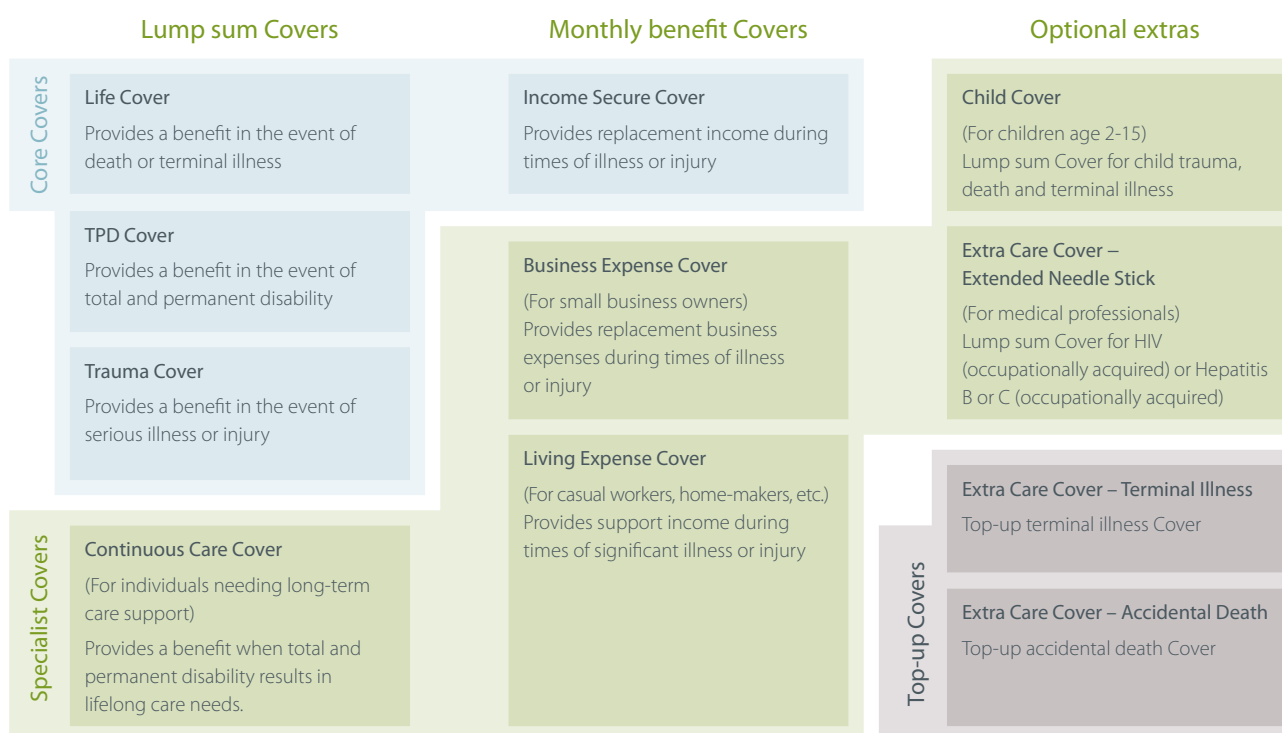 Lump sum Covers
Monthly benefit Covers
Optional extras
Core Covers
Life Cover
Provides a benefit in the event of
death or terminal illness
TPD Cover
Provides a benefit in the event of
total and permanent disability
Trauma Cover
Provides a benefit in the event of
serious illness or injury
Income Secure Cover
Provides replacement income during
times of illness or injury
Specialist Covers
Continuous Care Cover
(For individuals needing long-term
care support)
Provides a benefit when total and
permanent disability results in
lifelong care needs.
Business Expense Cover
(For small business owners)
Provides replacement business
expenses during times of illness
or injury
Living Expense Cover
(For casual workers, home-makers, etc.)
Provides support income during
times of significant illness or injury
Child Cover
(For children age 2-15)
Lump sum Cover for child trauma,
death and terminal illness
Extra Care Cover –
Extended Needle Stick
(For medical professionals)
Lump sum Cover for HIV
(occupationally acquired) or Hepatitis
B or C (occupationally acquired)
Top-up Covers
Extra Care Cover – Terminal Illness
Top-up terminal illness Cover
Extra Care Cover – Accidental Death
Top-up accidental death Cover